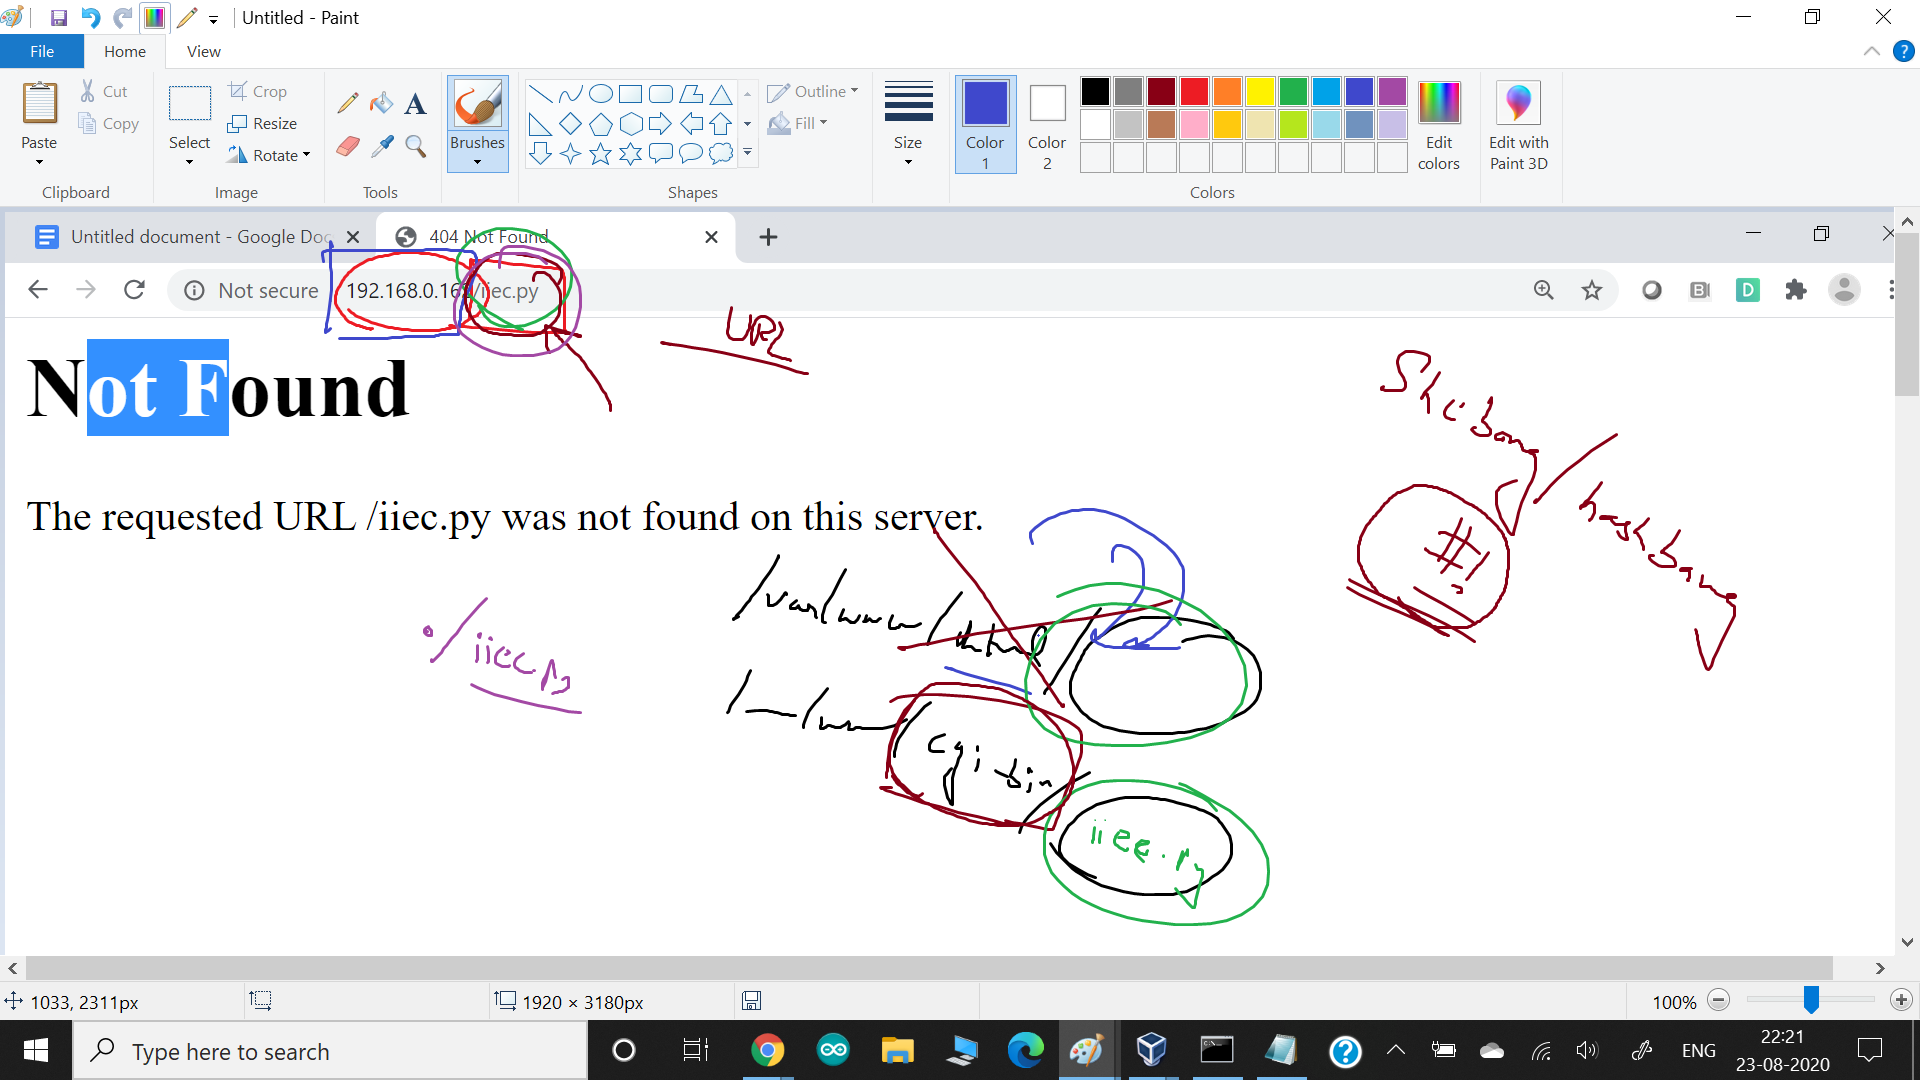 Untitled - Paint
File
Home
View
Paste
Cut
Copy
Clipboard
Select
Crop
Resize
Rotate
Image
A
Tools
Brushes
Shapes
Outline
Fill
Size
Color 1
Color 2
Edit colors
Colors
Edit with Paint 3D
Untitled document - Google Doc
404 Not Found
Not secure
192.168.0.16
/iiec.py
B
D
URL
Not Found
The requested URL /iiec.py was not found on this server.
#!
/var/www/html/
./iiec.py
/—/www/cgi-bin/
iiec.py
1033, 2311px
1920 × 3180px
100%
Type here to search
ENG
22:21
23-08-2020